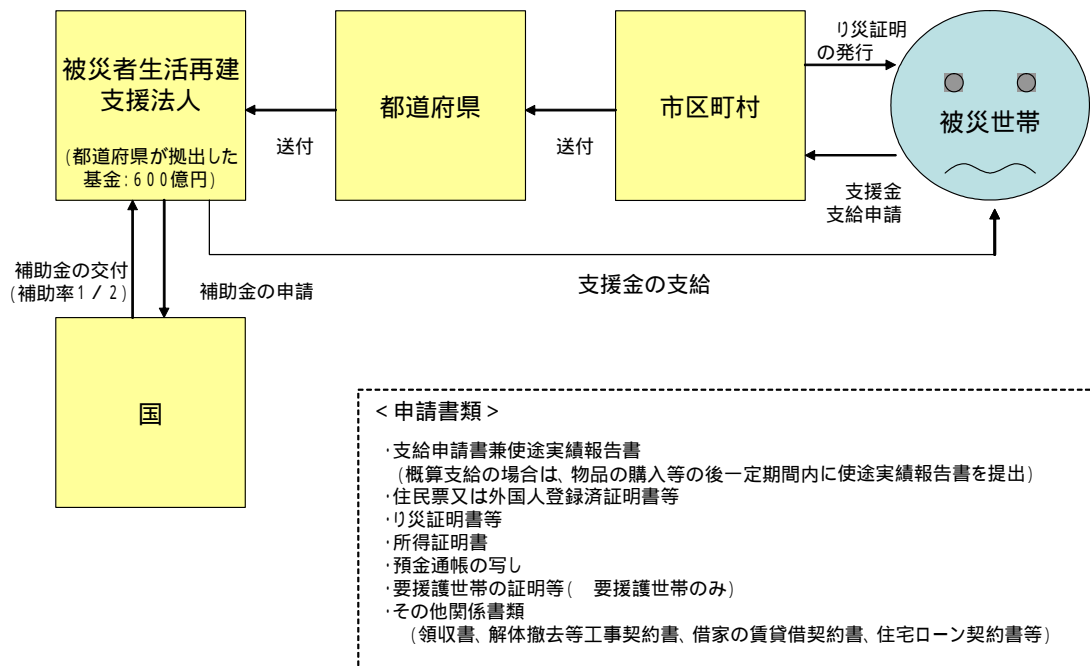 被災者生活再建
支援法人
(都道府県が拠出した
基金:600億円)
送付
都道府県
送付
市区町村
り災証明
の発行
被災世帯
支援金
支給申請
補助金の交付
(補助率1/2)
補助金の申請
支援金の支給
国
<申請書類>
・支給申請書兼使途実績報告書
(概算支給の場合は、物品の購入等の後一定期間内に使途実績報告書を提出)
・住民票又は外国人登録済証明書等
・り災証明書等
・所得証明書
・預金通帳の写し
・要援護世帯の証明等( 要援護世帯のみ)
・その他関係書類
(領収書、解体撤去等工事契約書、借家の賃貸借契約書、住宅ローン契約書等)